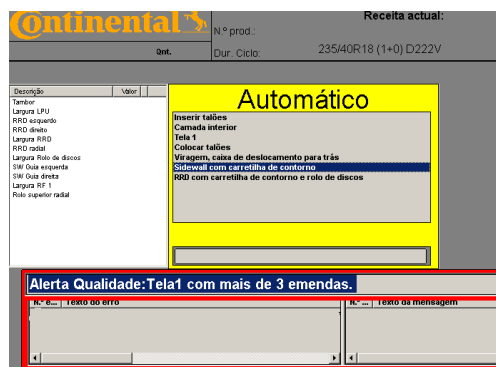 Continental
Receita actual:
N.º prod.:
Qnt.
Dur. Ciclo:
235/40R18 (1+0) D222V
Descrição Valor
Tambor
Largura LPU
RRD esquerdo
RRD direito
Largura RRD
RRD radial
Largura Rolo de discos
SW Guia esquerda
SW Guia direita
Largura RF 1
Rolo superior radial
Automático
Inserir talões
Camada interior
Tela 1
Colocar talões
Viragem, caixa de deslocamento para trás
Sidewall com carretilha de contorno
RRD com carretilha de contorno e rolo de discos
Alerta Qualidade:Tela1 com mais de 3 emendas.
N.º e... Texto do erro
N.º ... Texto da mensagem